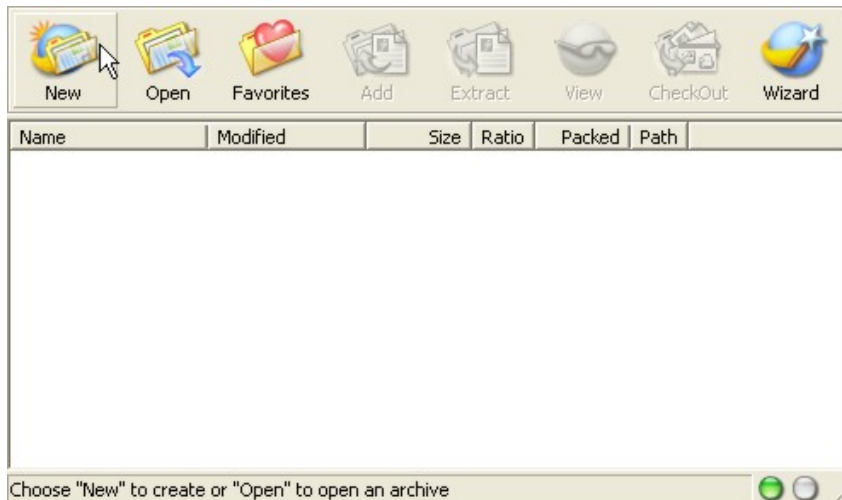 New Open Favorites Add Extract View CheckOut Wizard
Name Modified Size Ratio Packed Path
Choose "New" to create or "Open" to open an archive